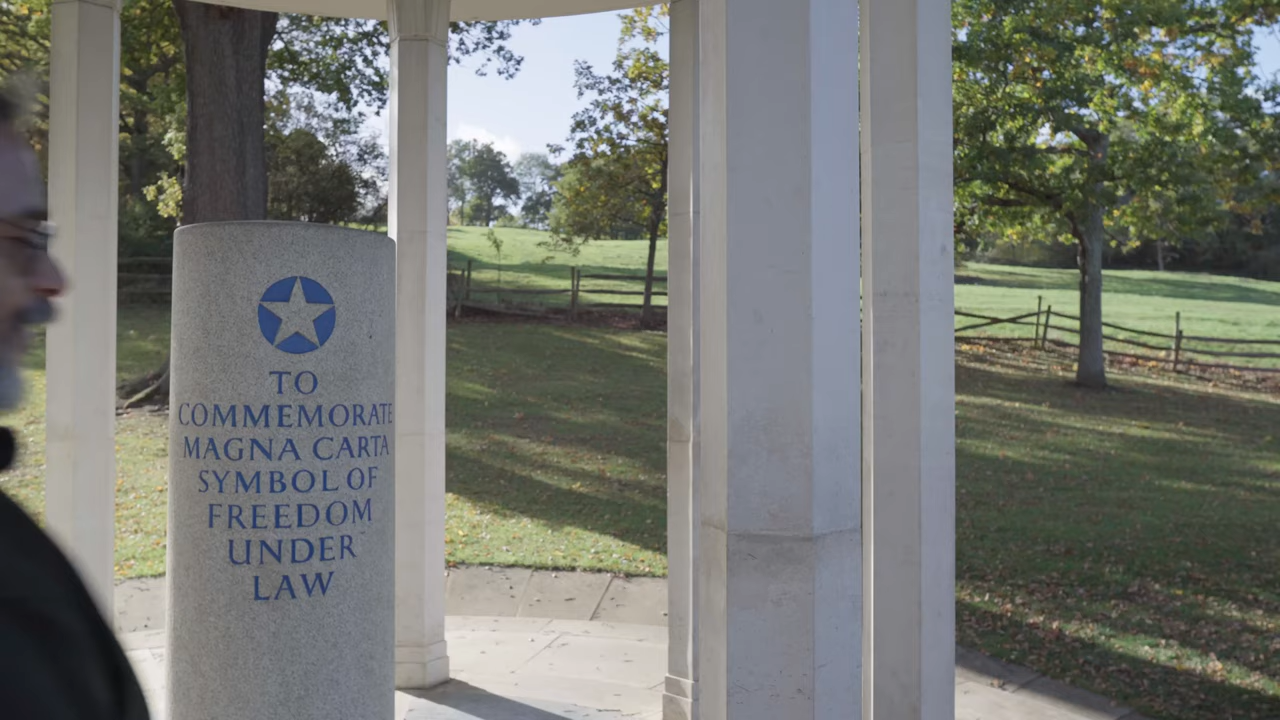 TO
COMMEMORATE
MAGNA CARTA
SYMBOL OF
FREEDOM
UNDER
LAW